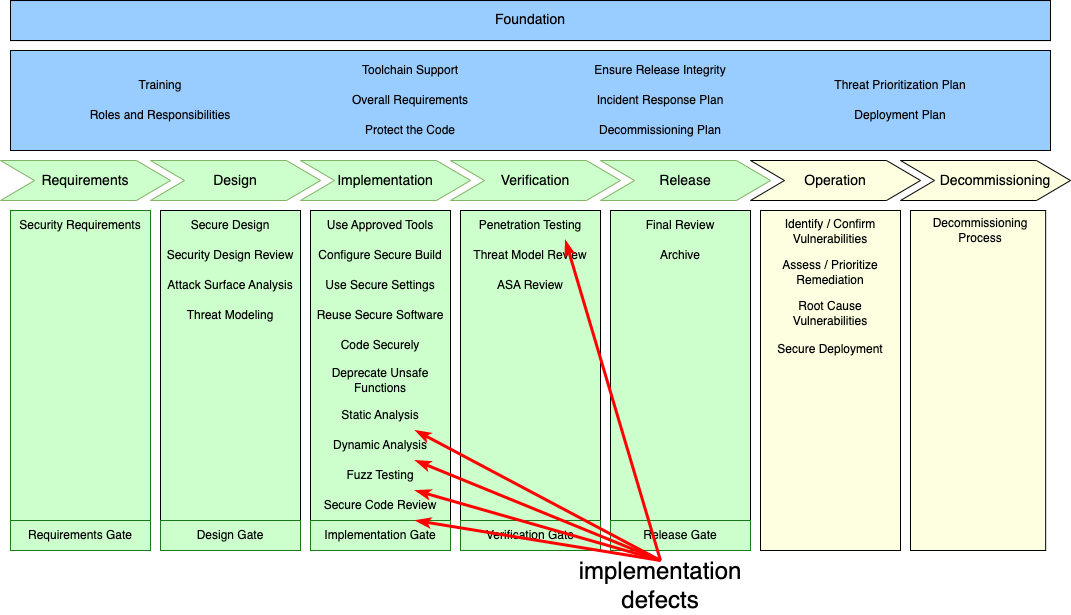 Foundation
Training
Roles and Responsibilities
Toolchain Support
Overall Requirements
Protect the Code
Ensure Release Integrity
Incident Response Plan
Decommissioning Plan
Threat Prioritization Plan
Deployment Plan
Requirements
Design
Implementation
Verification
Release
Operation
Decommissioning
Security Requirements
Requirements Gate
Secure Design
Security Design Review
Attack Surface Analysis
Threat Modeling
Design Gate
Use Approved Tools
Configure Secure Build
Use Secure Settings
Reuse Secure Software
Code Securely
Deprecate Unsafe
Functions
Static Analysis
Dynamic Analysis
Fuzz Testing
Secure Code Review
Implementation Gate
Penetration Testing
Threat Model Review
ASA Review
Verification Gate
Final Review
Archive
Release Gate
Identify / Confirm
Vulnerabilities
Assess / Prioritize
Remediation
Root Cause
Vulnerabilities
Secure Deployment
Decommissioning
Process
implementation
defects